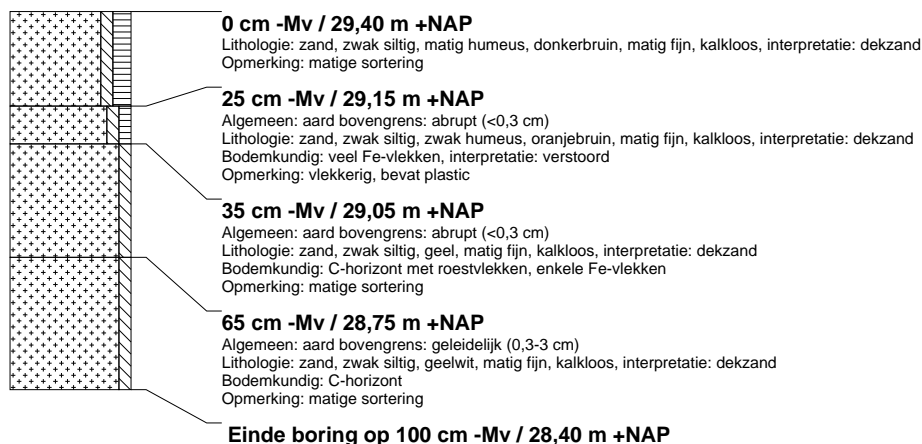 0 cm -Mv / 29,40 m +NAP
Lithologie: zand, zwak siltig, matig humeus, donkerbruin, matig fijn, kalkloos, interpretatie: dekzand
Opmerking: matige sortering
25 cm -Mv / 29,15 m +NAP
Algemeen: aard bovengrens: abrupt (<0,3 cm)
Lithologie: zand, zwak siltig, zwak humeus, oranjebruin, matig fijn, kalkloos, interpretatie: dekzand
Bodemkundig: veel Fe-vlekken, interpretatie: verstoord
Opmerking: vlekkerig, bevat plastic
35 cm -Mv / 29,05 m +NAP
Algemeen: aard bovengrens: abrupt (<0,3 cm)
Lithologie: zand, zwak siltig, geel, matig fijn, kalkloos, interpretatie: dekzand
Bodemkundig: C-horizont met roestvlekken, enkele Fe-vlekken
Opmerking: matige sortering
65 cm -Mv / 28,75 m +NAP
Algemeen: aard bovengrens: geleidelijk (0,3-3 cm)
Lithologie: zand, zwak siltig, geelwit, matig fijn, kalkloos, interpretatie: dekzand
Bodemkundig: C-horizont
Opmerking: matige sortering
Einde boring op 100 cm -Mv / 28,40 m +NAP